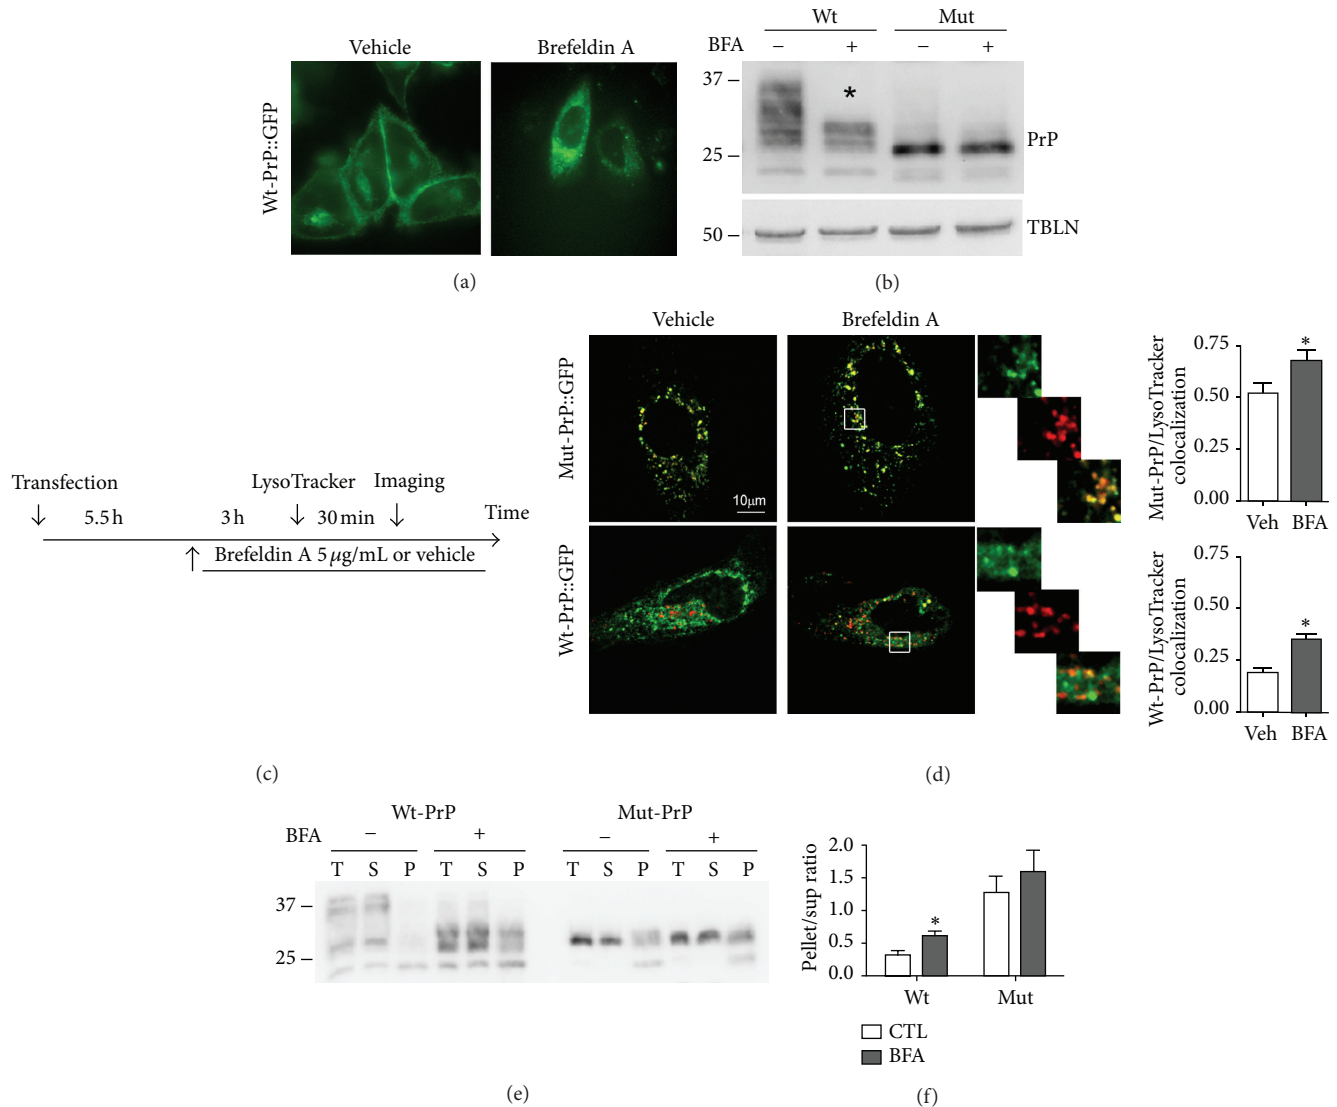 Vehicle
Brefeldin A
Wt-PrP::GFP
(a)
Wt
Mut
BFA
− + − +
37
*
25
PrP
50
TBLN
(b)
Transfection
LysoTracker
Imaging
5.5 h
3 h
30 min
Time
Brefeldin A 5 μg/mL or vehicle
(c)
Vehicle
Brefeldin A
Mut-PrP::GFP
10μm
Wt-PrP::GFP
Mut-PrP/LysoTracker
colocalization
0.75
0.50
0.25
0.00
*
Veh BFA
Wt-PrP/LysoTracker
colocalization
0.75
0.50
0.25
0.00
*
Veh BFA
(d)
Wt-PrP
Mut-PrP
BFA
− + − +
T S P T S P T S P T S P
37
25
(e)
Pellet/sup ratio
2.0
1.5
1.0
0.5
0.0
*
Wt
Mut
CTL
BFA
(f)